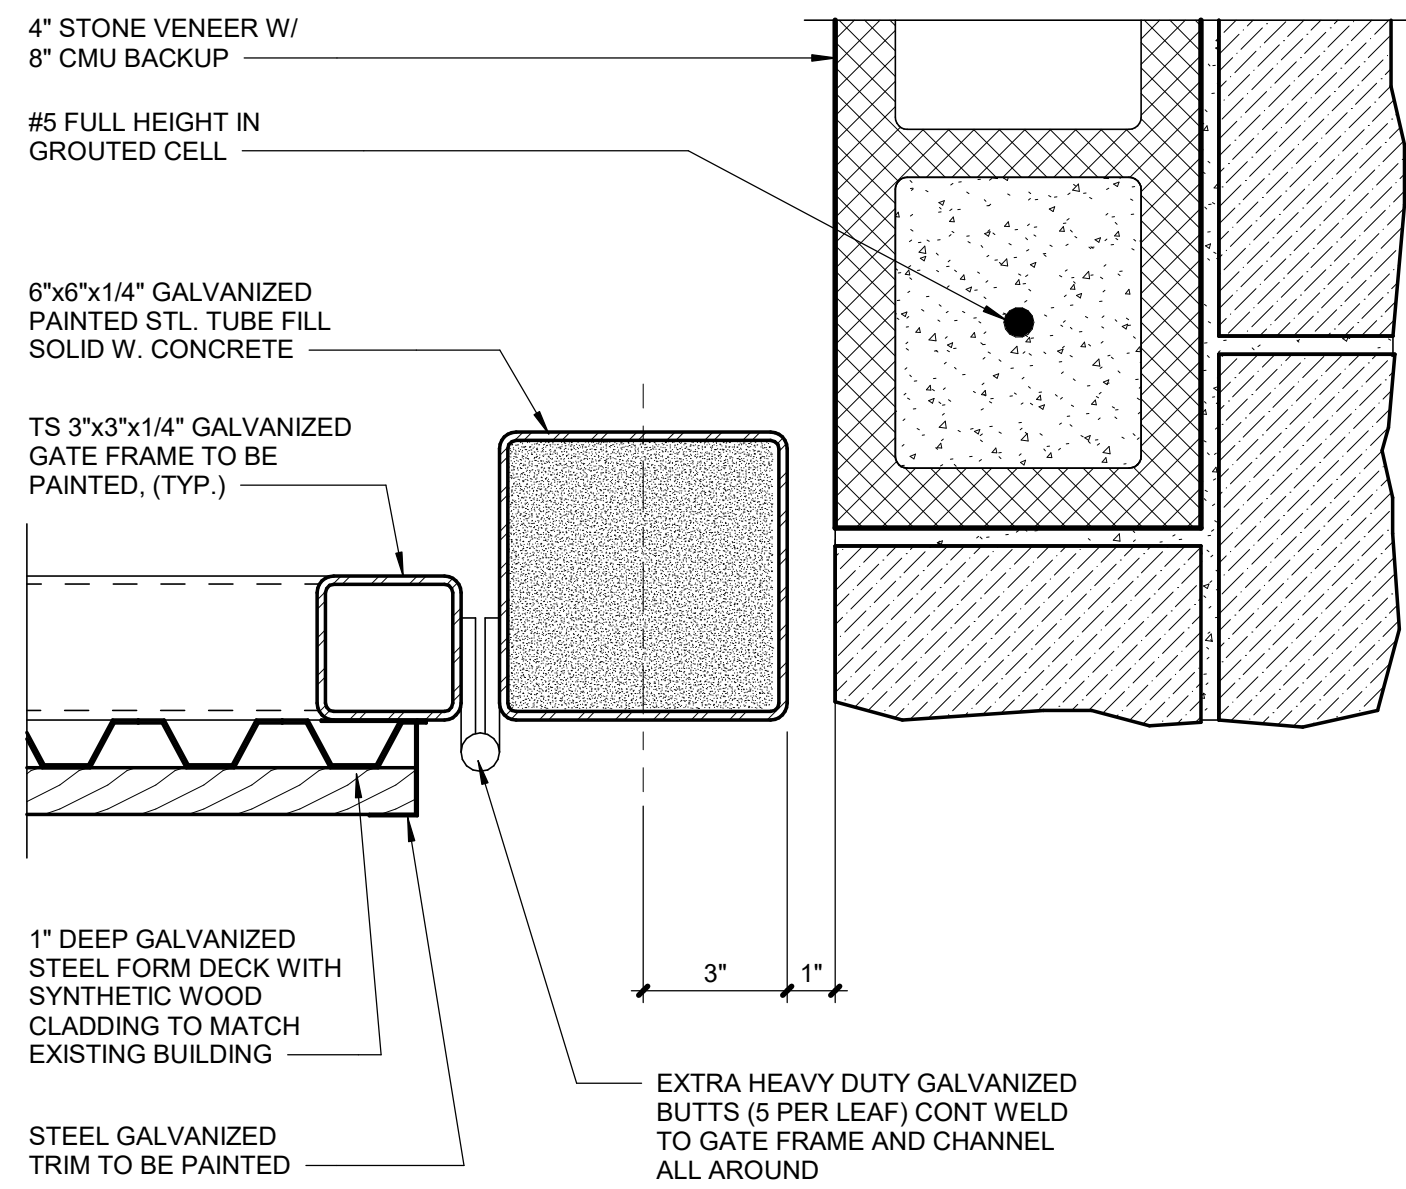 4" STONE VENEER W/
8" CMU BACKUP
#5 FULL HEIGHT IN
GROUTED CELL
6"x6"x1/4" GALVANIZED
PAINTED STL. TUBE FILL
SOLID W. CONCRETE
TS 3"x3"x1/4" GALVANIZED
GATE FRAME TO BE
PAINTED, (TYP.)
3"
1"
1" DEEP GALVANIZED
STEEL FORM DECK WITH
SYNTHETIC WOOD
CLADDING TO MATCH
EXISTING BUILDING
EXTRA HEAVY DUTY GALVANIZED
BUTTS (5 PER LEAF) CONT WELD
TO GATE FRAME AND CHANNEL
ALL AROUND
STEEL GALVANIZED
TRIM TO BE PAINTED